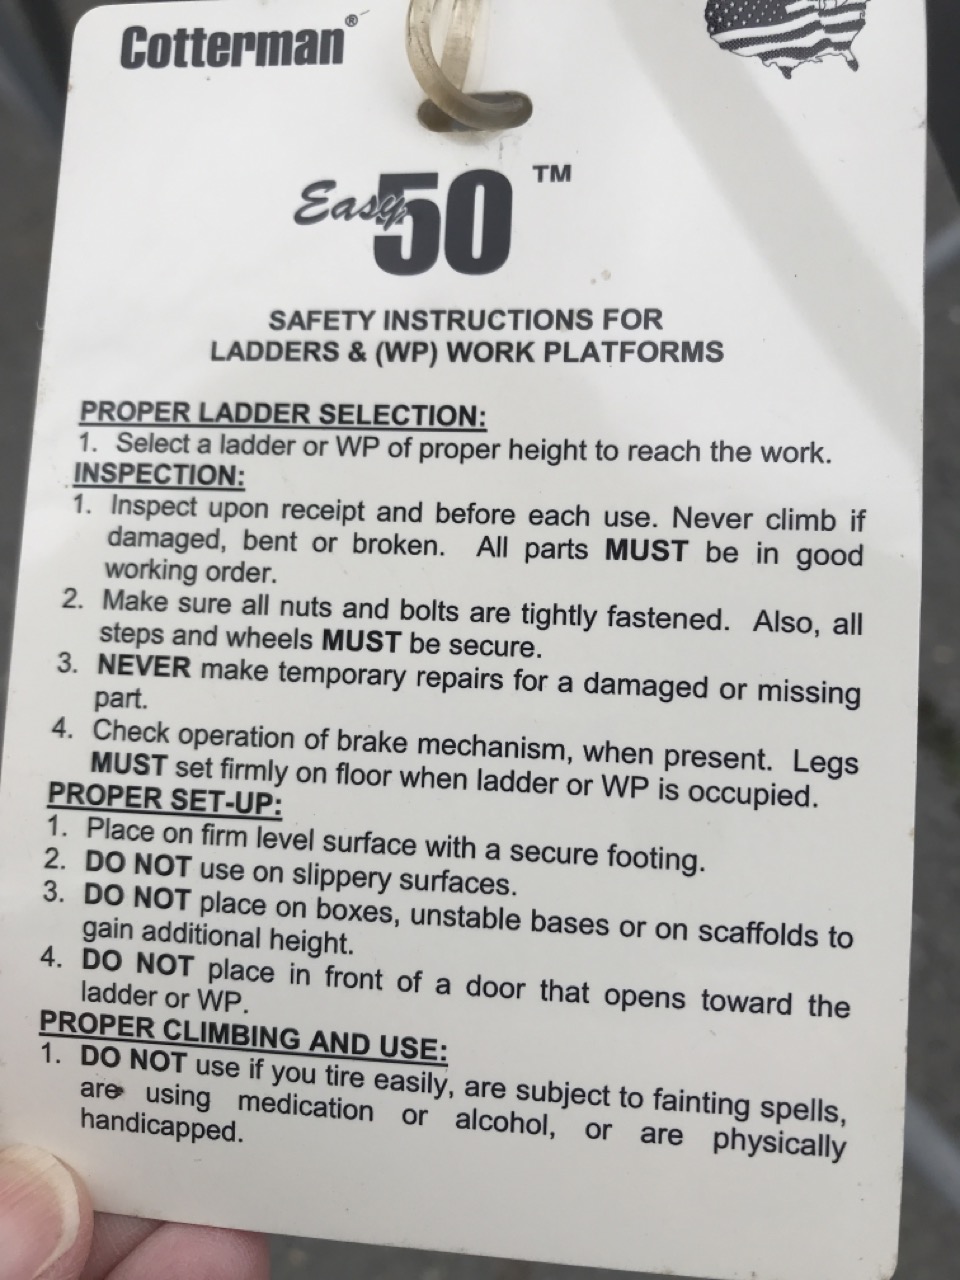 Cotterman®
Easy 50 ™
SAFETY INSTRUCTIONS FOR
LADDERS & (WP) WORK PLATFORMS
PROPER LADDER SELECTION:
1. Select a ladder or WP of proper height to reach the work.
INSPECTION:
1. Inspect upon receipt and before each use. Never climb if
damaged, bent or broken. All parts MUST be in good
working order.
2. Make sure all nuts and bolts are tightly fastened. Also, all
steps and wheels MUST be secure.
3. NEVER make temporary repairs for a damaged or missing
part.
4. Check operation of brake mechanism, when present. Legs
MUST set firmly on floor when ladder or WP is occupied.
PROPER SET-UP:
1. Place on firm level surface with a secure footing.
2. DO NOT use on slippery surfaces.
3. DO NOT place on boxes, unstable bases or on scaffolds to
gain additional height.
4. DO NOT place in front of a door that opens toward the
ladder or WP.
PROPER CLIMBING AND USE:
1. DO NOT use if you tire easily, are subject to fainting spells,
are using medication or alcohol, or are physically
handicapped.